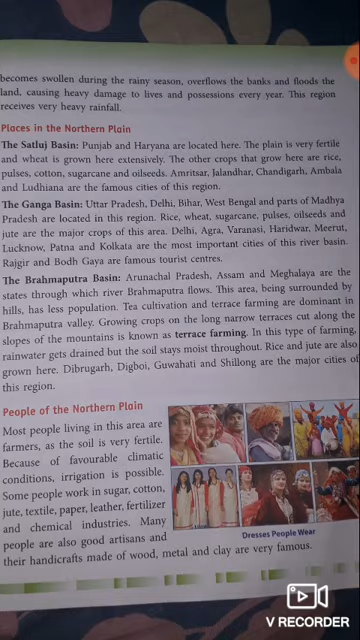 becomes swollen during the rainy season, overflows the banks and floods the
land, causing heavy damage to lives and possessions every year. This region
receives very heavy rainfall.
Places in the Northern Plain
The Satluj Basin: Punjab and Haryana are located here. The plain is very fertile
and wheat is grown here extensively. The other crops that grow here are rice,
pulses, cotton, sugarcane and oilseeds. Amritsar, Jalandhar, Chandigarh, Ambala
and Ludhiana are the famous cities of this region.
The Ganga Basin: Uttar Pradesh, Delhi, Bihar, West Bengal and parts of Madhya
Pradesh are located in this region. Rice, wheat, sugarcane, pulses, oilseeds and
jute are the major crops of this area. Delhi, Agra, Varanasi, Haridwar, Meerut,
Lucknow, Patna and Kolkata are the most important cities of this river basin.
Rajgir and Bodh Gaya are famous tourist centres.
The Brahmaputra Basin: Arunachal Pradesh, Assam and Meghalaya are the
states through which river Brahmaputra flows. This area, being surrounded by
hills, has less population. Tea cultivation and terrace farming are dominant in
Brahmaputra valley. Growing crops on the long narrow terraces cut along the
slopes of the mountains is known as terrace farming. In this type of farming,
rainwater gets drained but the soil stays moist throughout. Rice and jute are also
grown here. Dibrugarh, Digboi, Guwahati and Shillong are the major cities of
this region.
People of the Northern Plain
Most people living in this area are
farmers, as the soil is very fertile.
Because of favourable climatic
conditions, irrigation is possible.
Some people work in sugar, cotton,
jute, textile, paper, leather, fertilizer
and chemical industries. Many
people are also good artisans and
their handicrafts made of wood, metal and clay are very famous.
Dresses People Wear
V RECORDER